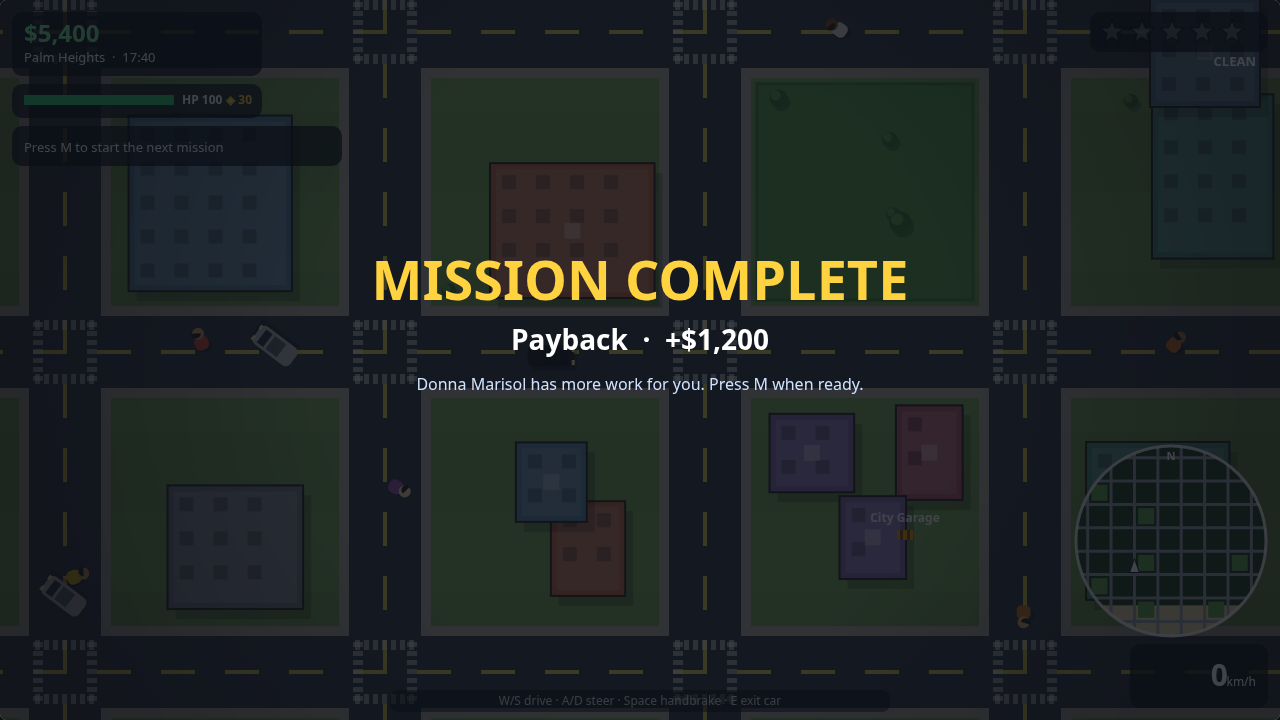 $5,400
Palm Heights · 17:40
HP 100 ◆ 30
Press M to start the next mission
CLEAN
MISSION COMPLETE
Payback · +$1,200
Donna Marisol has more work for you. Press M when ready.
City Garage
N
0 km/h
W/S drive · A/D steer · Space handbrake · E exit car